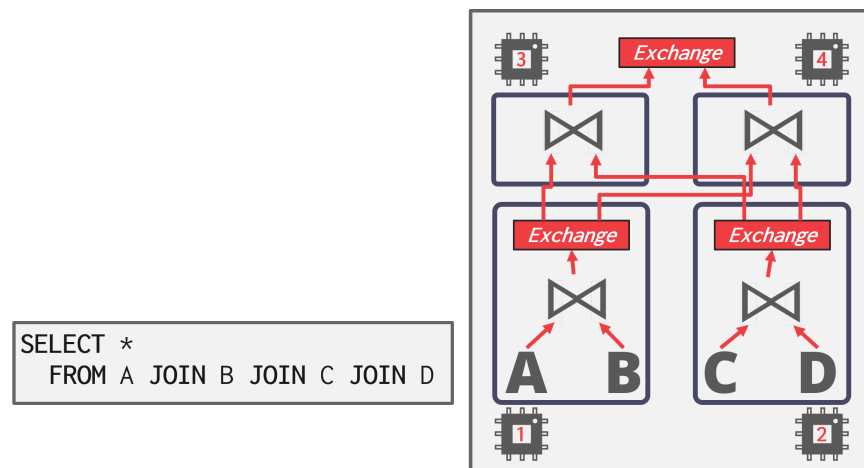 SELECT *
FROM A JOIN B JOIN C JOIN D
3
Exchange
4
Exchange
Exchange
A B C D
1
2